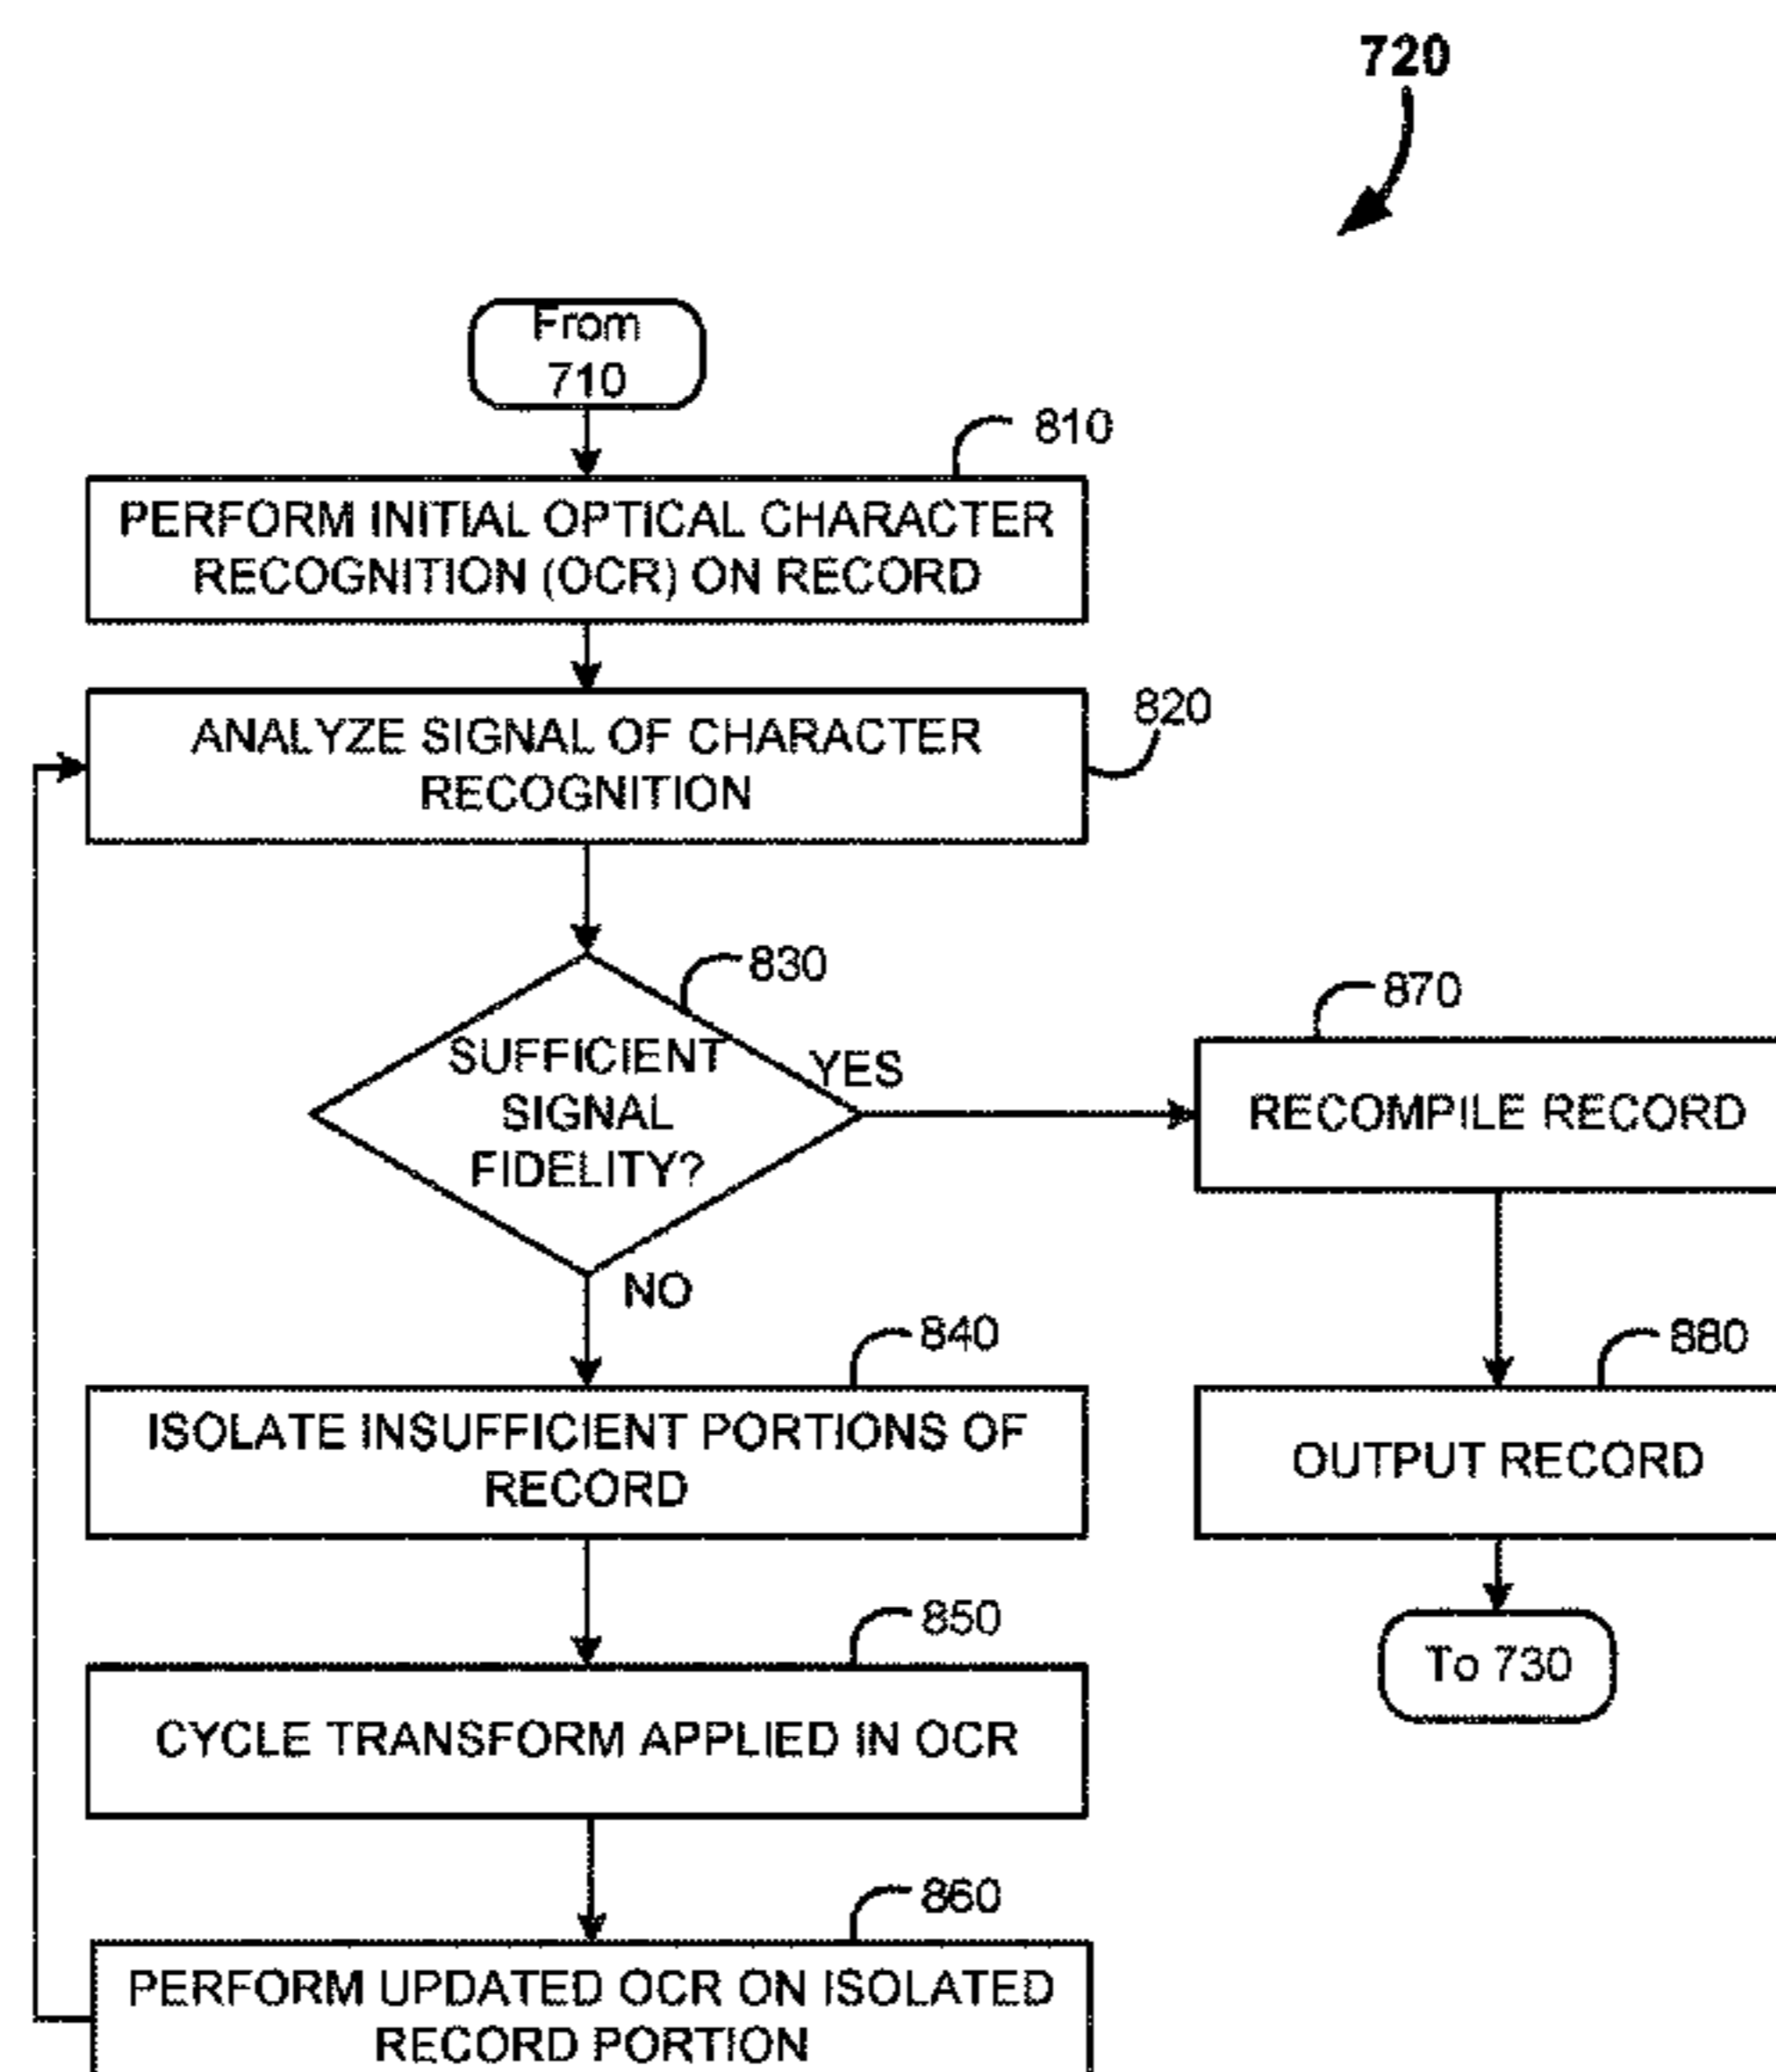 720
From
710
810
PERFORM INITIAL OPTICAL CHARACTER
RECOGNITION (OCR) ON RECORD
820
ANALYZE SIGNAL OF CHARACTER
RECOGNITION
830
SUFFICIENT
SIGNAL
FIDELITY?
YES
NO
870
RECOMPILE RECORD
840
ISOLATE INSUFFICIENT PORTIONS OF
RECORD
880
OUTPUT RECORD
850
CYCLE TRANSFORM APPLIED IN OCR
To 730
860
PERFORM UPDATED OCR ON ISOLATED
RECORD PORTION